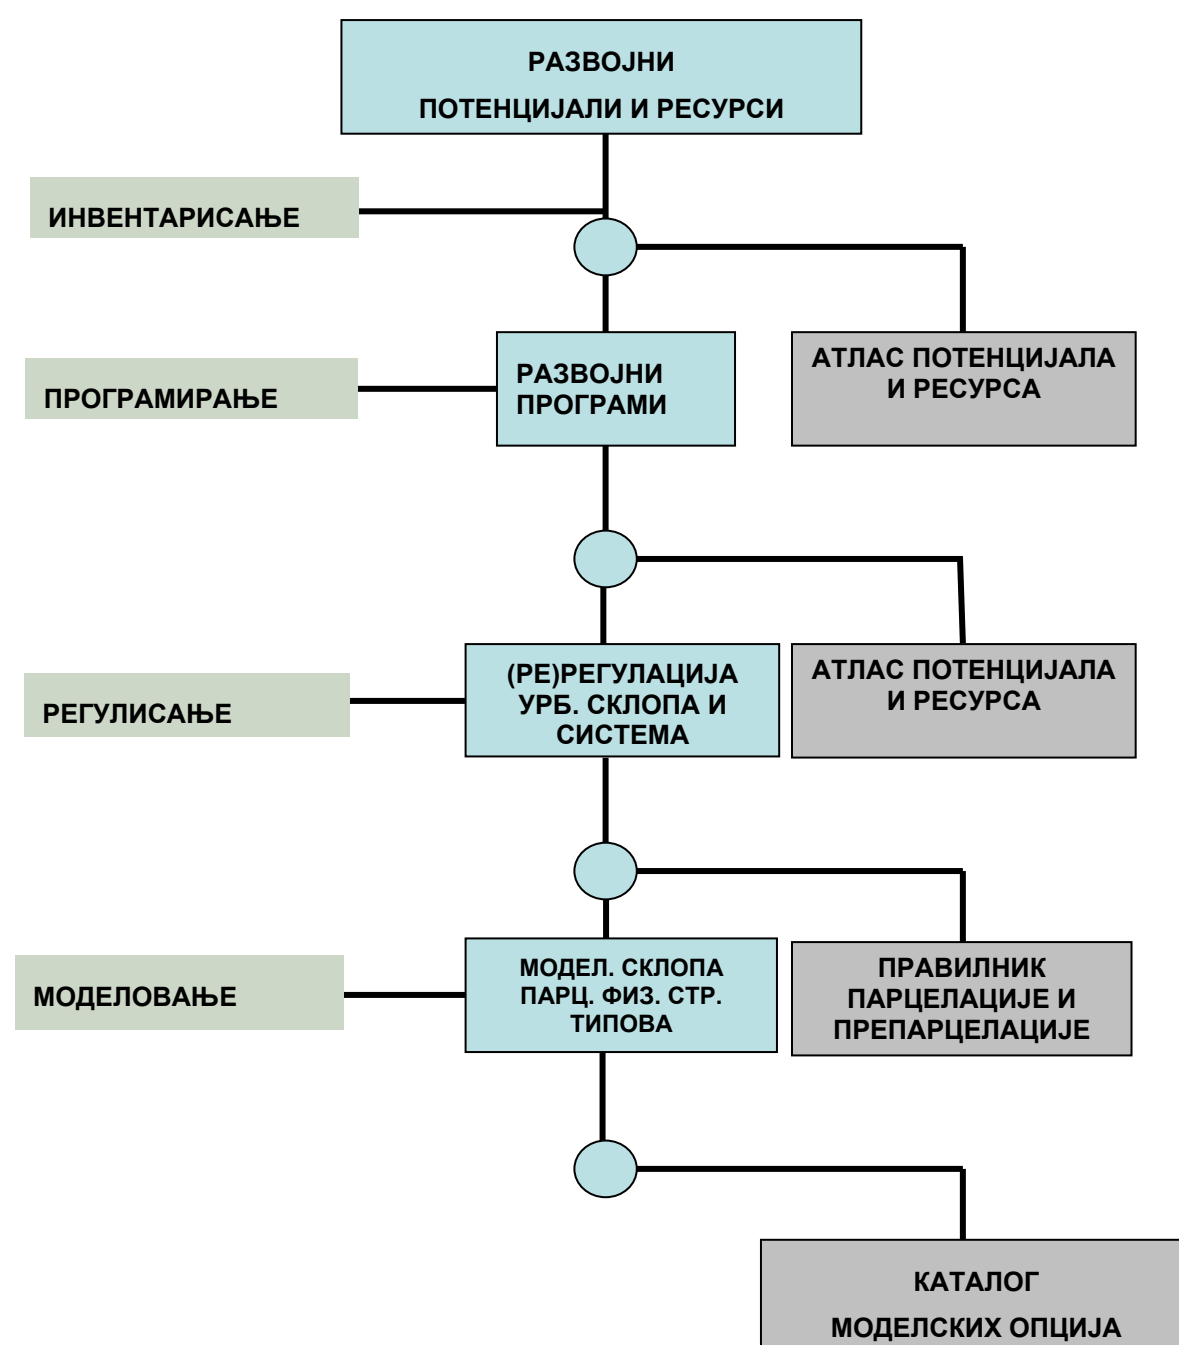 РАЗВОЈНИ
ПОТЕНЦИЈАЛИ И РЕСУРСИ
ИНВЕНТАРИСАЊЕ
ПРОГРАМИРАЊЕ
РАЗВОЈНИ
ПРОГРАМИ
АТЛАС ПОТЕНЦИЈАЛА
И РЕСУРСА
РЕГУЛИСАЊЕ
(РЕ)РЕГУЛАЦИЈА
УРБ. СКЛОПА И
СИСТЕМА
АТЛАС ПОТЕНЦИЈАЛА
И РЕСУРСА
МОДЕЛОВАЊЕ
МОДЕЛ. СКЛОПА
ПАРЦ. ФИЗ. СТР.
ТИПОВА
ПРАВИЛНИК
ПАРЦЕЛАЦИЈЕ И
ПРЕПАРЦЕЛАЦИЈЕ
КАТАЛОГ
МОДЕЛСКИХ ОПЦИЈА